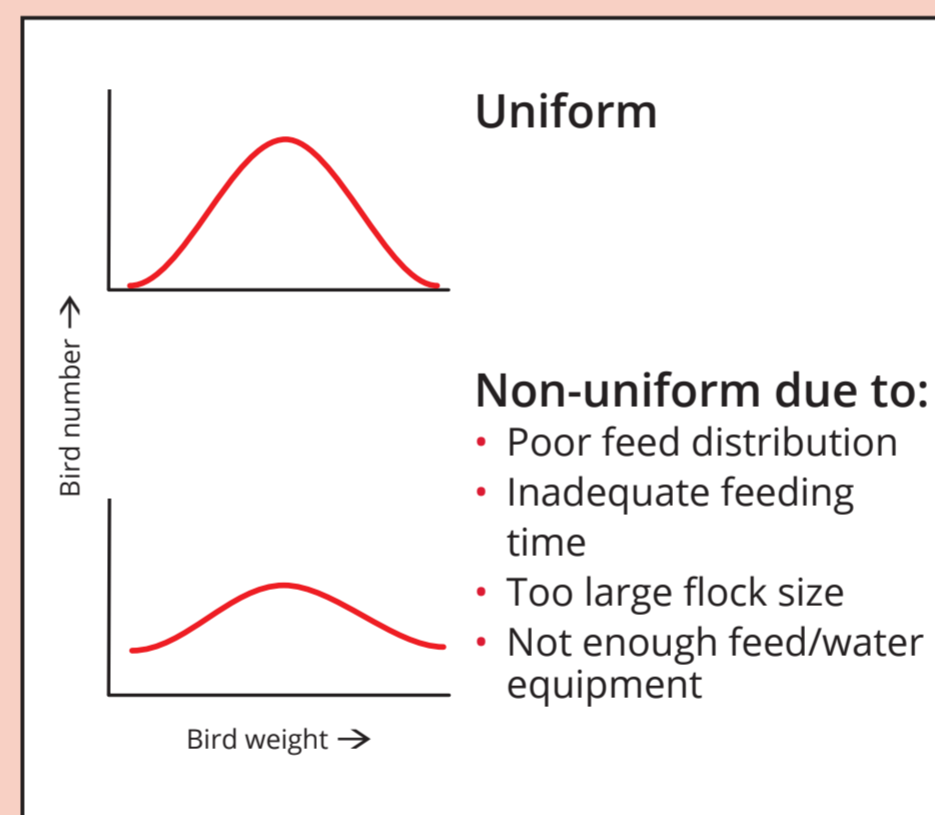 Uniform
Bird number →
Non-uniform due to:
• Poor feed distribution
• Inadequate feeding
time
• Too large flock size
• Not enough feed/water
equipment
Bird weight →